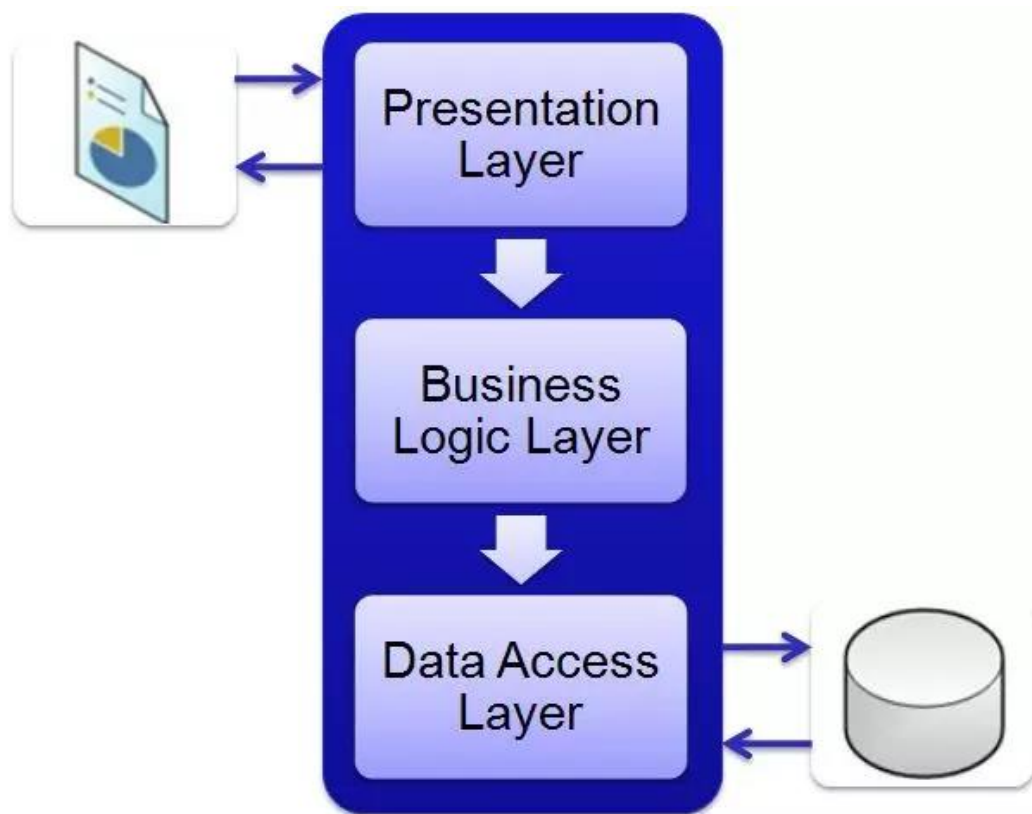 Presentation
Layer
Business
Logic Layer
Data Access
Layer